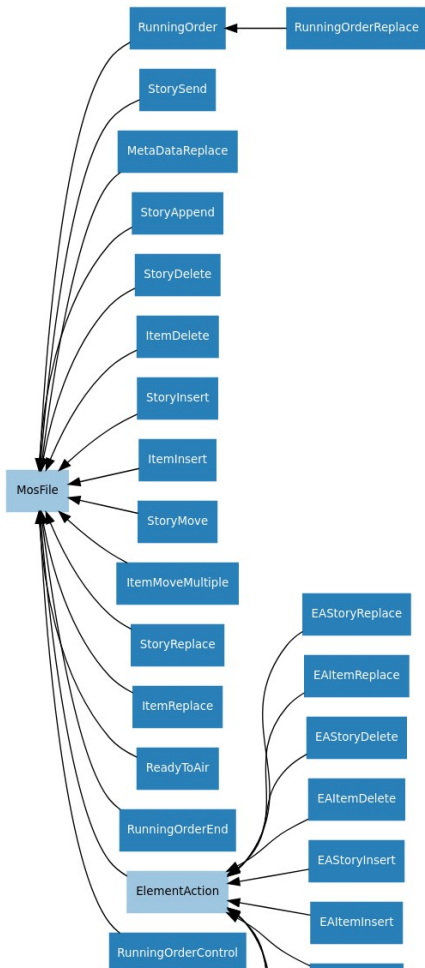 RunningOrder
RunningOrderReplace
StorySend
MetaDataReplace
StoryAppend
StoryDelete
ItemDelete
StoryInsert
ItemInsert
MosFile
StoryMove
ItemMoveMultiple
EAStoryReplace
StoryReplace
EAItemReplace
ItemReplace
EAStoryDelete
ReadyToAir
EAItemDelete
RunningOrderEnd
EAStoryInsert
ElementAction
EAItemInsert
RunningOrderControl